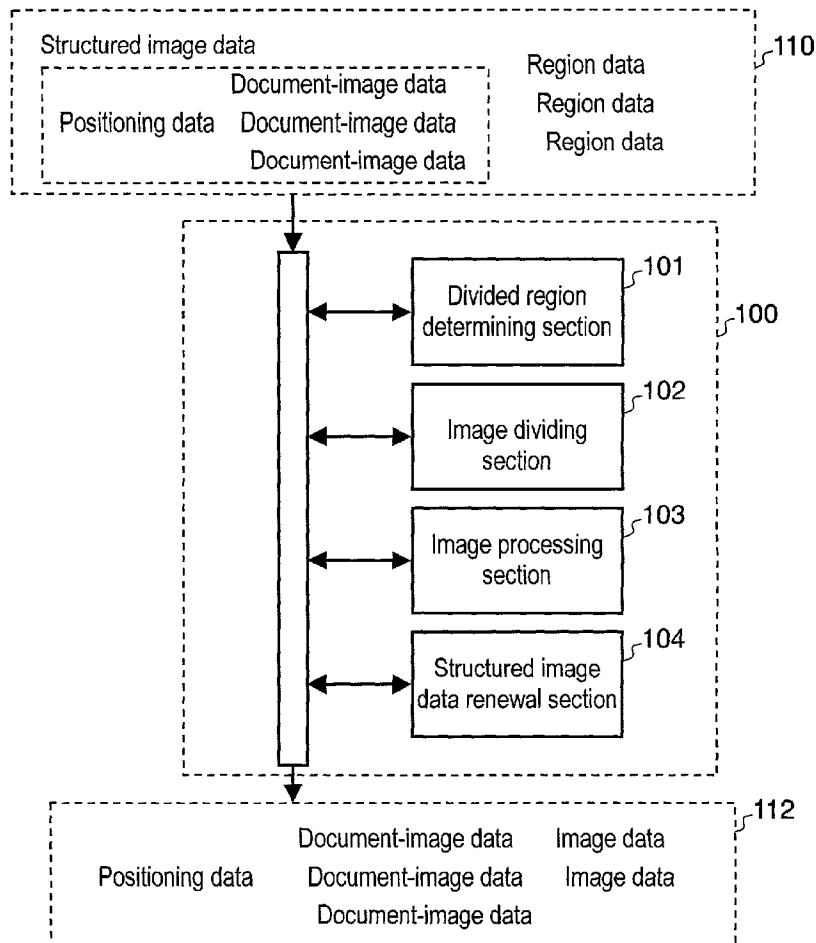 Structured image data
Document-image data
Positioning data Document-image data
Document-image data
Region data
Region data
Region data
110
101
Divided region
determining section
100
102
Image dividing
section
103
Image processing
section
104
Structured image
data renewal section
112
Document-image data Image data
Positioning data Document-image data Image data
Document-image data